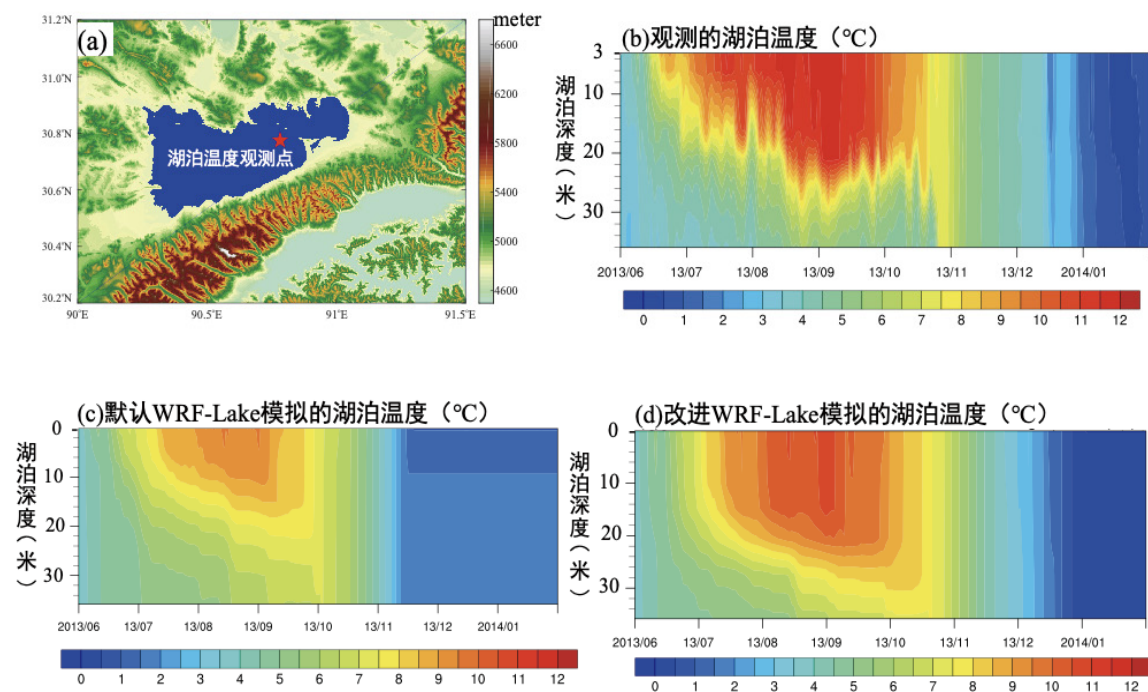 meter
(a)
31.2°N
31.0°N
30.8°N
30.6°N
30.4°N
30.2°N
90°E
90.5°E
91°E
91.5°E
湖泊温度观测点
6600
6200
5800
5400
5000
4600
(b)观测的湖泊温度（℃）
湖泊深度（米）
3
10
20
30
2013/06 13/07 13/08 13/09 13/10 13/11 13/12 2014/01
0 1 2 3 4 5 6 7 8 9 10 11 12
(c)默认WRF-Lake模拟的湖泊温度（℃）
湖泊深度（米）
0
10
20
30
2013/06 13/07 13/08 13/09 13/10 13/11 13/12 2014/01
0 1 2 3 4 5 6 7 8 9 10 11 12
(d)改进WRF-Lake模拟的湖泊温度（℃）
湖泊深度（米）
0
10
20
30
2013/06 13/07 13/08 13/09 13/10 13/11 13/12 2014/01
0 1 2 3 4 5 6 7 8 9 10 11 12